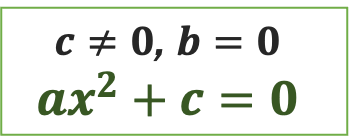 c ≠ 0, b = 0
ax² + c = 0